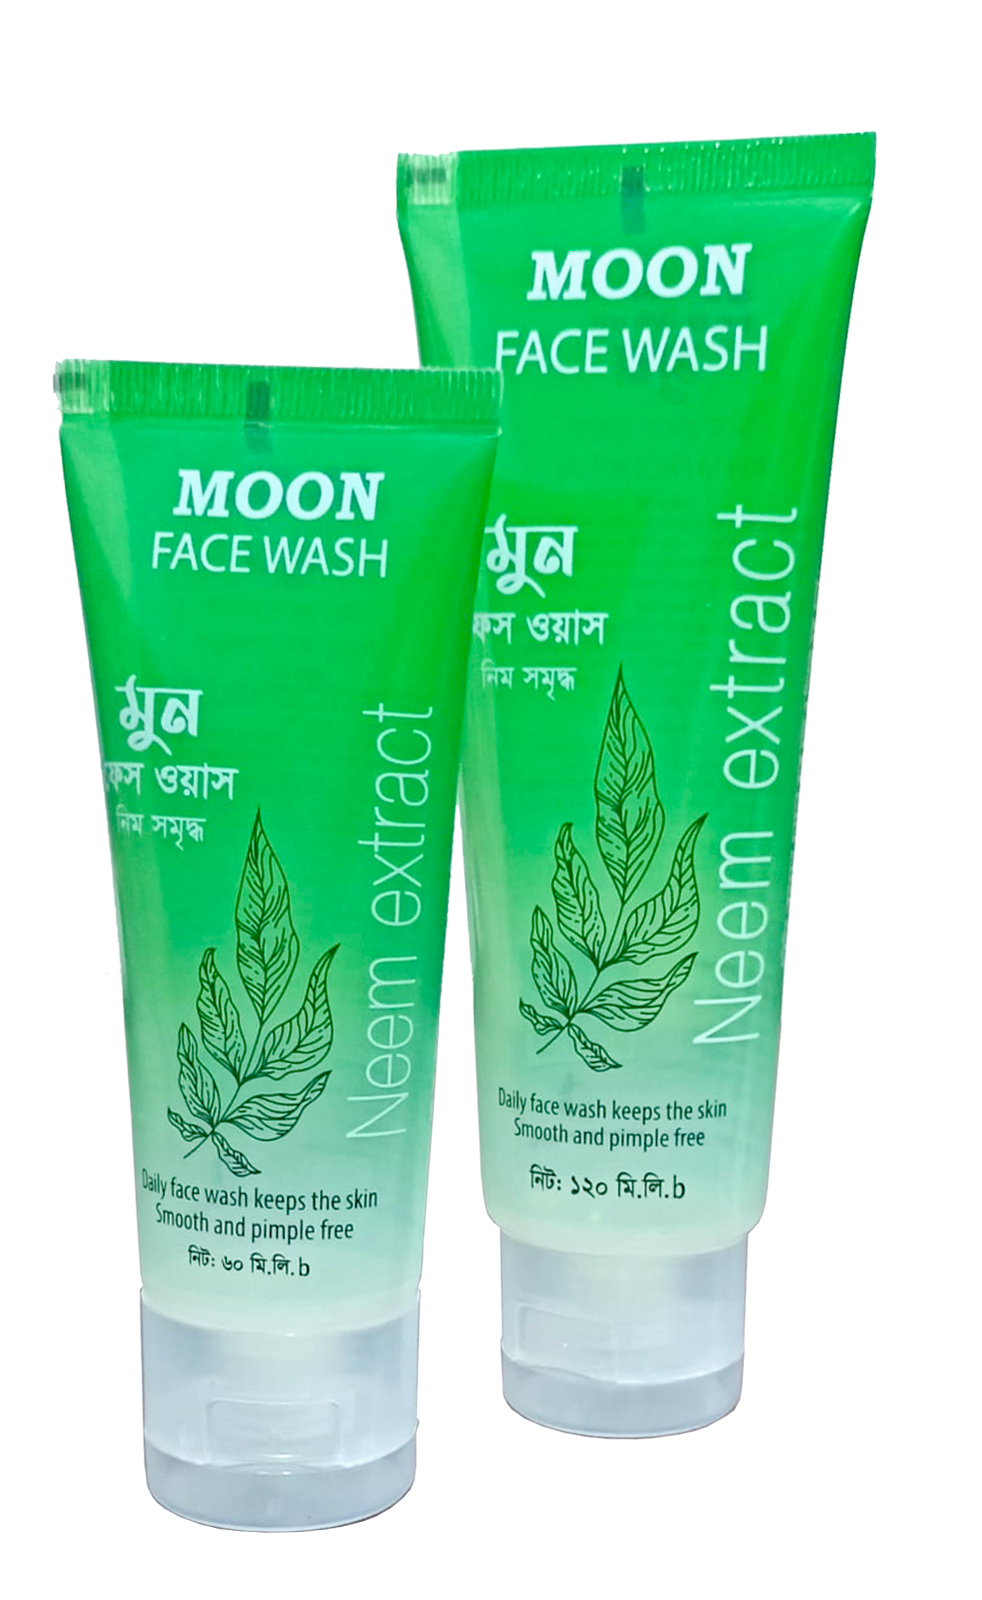 MOON
FACE WASH
মুন
ফেস ওয়াস
নিম সমৃদ্ধ
Neem extract
Daily face wash keeps the skin
Smooth and pimple free
নিট: ৬০ মি.লি.b
MOON
FACE WASH
মুন
ফেস ওয়াস
নিম সমৃদ্ধ
Neem extract
Daily face wash keeps the skin
Smooth and pimple free
নিট: ১২০ মি.লি.b